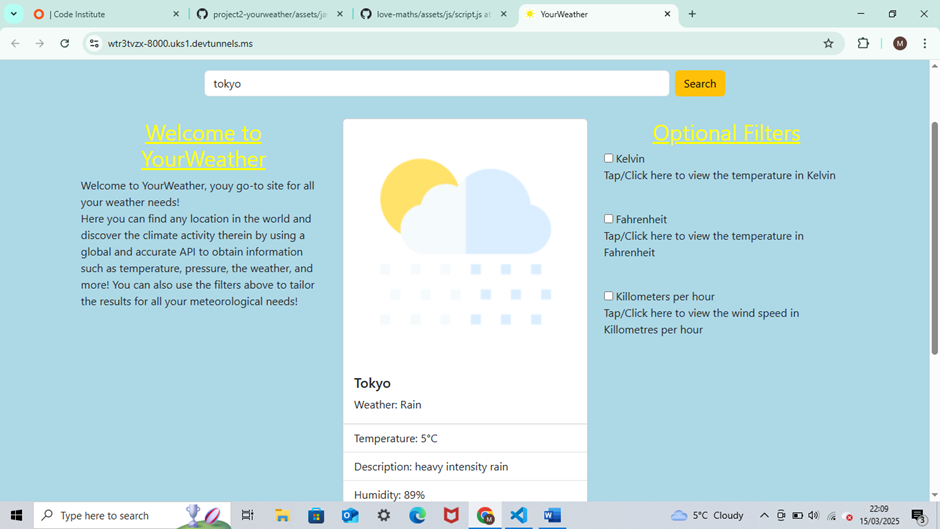 | Code Institute
project2-yourweather/assets/ja
love-maths/assets/js/script.js at
YourWeather
wtr3tvzx-8000.uks1.devtunnels.ms
M
tokyo
Search
Welcome to
YourWeather
Welcome to YourWeather, youy go-to site for all
your weather needs!
Here you can find any location in the world and
discover the climate activity therein by using a
global and accurate API to obtain information
such as temperature, pressure, the weather, and
more! You can also use the filters above to tailor
the results for all your meteorological needs!
Tokyo
Weather: Rain
Temperature: 5°C
Description: heavy intensity rain
Humidity: 89%
Optional Filters
Kelvin
Tap/Click here to view the temperature in Kelvin
Fahrenheit
Tap/Click here to view the temperature in
Fahrenheit
Killometers per hour
Tap/Click here to view the wind speed in
Killometres per hour
Type here to search
5°C Cloudy
22:09
15/03/2025
3